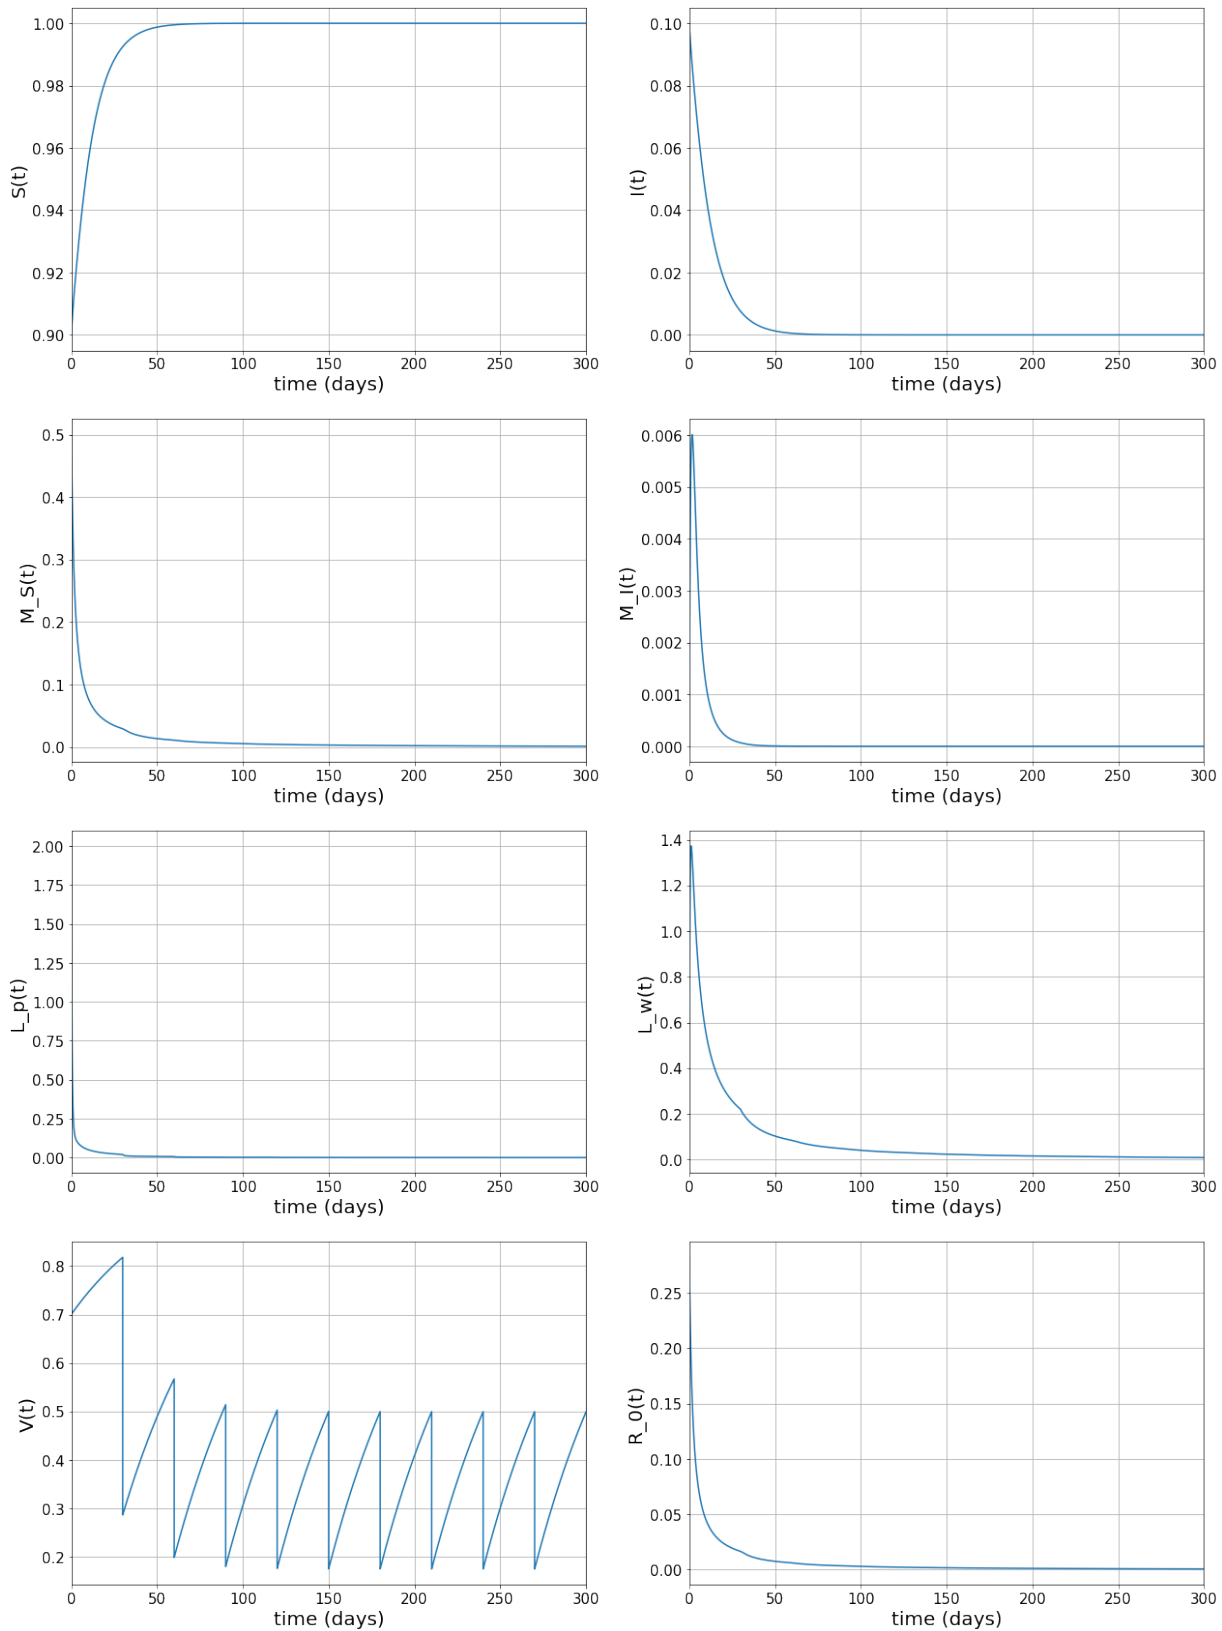 1.00
0.98
0.96
0.94
0.92
0.90
S(t)
0 50 100 150 200 250 300
time (days)
0.10
0.08
0.06
0.04
0.02
0.00
I(t)
0 50 100 150 200 250 300
time (days)
0.5
0.4
0.3
0.2
0.1
0.0
M_S(t)
0 50 100 150 200 250 300
time (days)
0.006
0.005
0.004
0.003
0.002
0.001
0.000
M_I(t)
0 50 100 150 200 250 300
time (days)
2.00
1.75
1.50
1.25
1.00
0.75
0.50
0.25
0.00
L_p(t)
0 50 100 150 200 250 300
time (days)
1.4
1.2
1.0
0.8
0.6
0.4
0.2
0.0
L_w(t)
0 50 100 150 200 250 300
time (days)
0.8
0.7
0.6
0.5
0.4
0.3
0.2
V(t)
0 50 100 150 200 250 300
time (days)
0.25
0.20
0.15
0.10
0.05
0.00
R_0(t)
0 50 100 150 200 250 300
time (days)